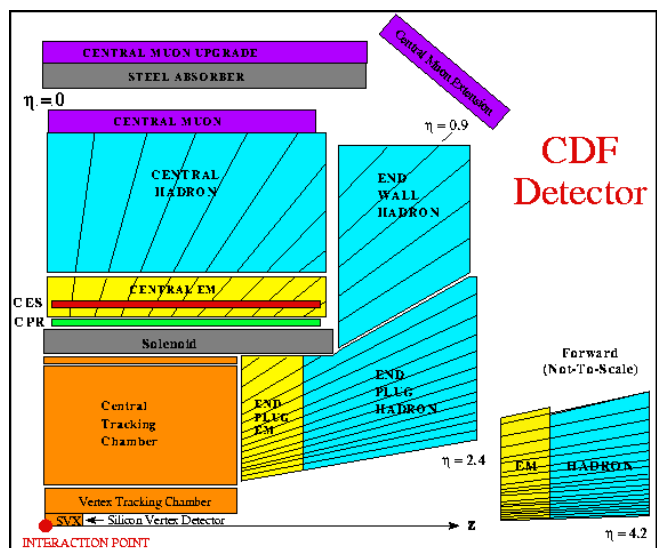 CENTRAL MUON UPGRADE
STEEL ABSORBER
Central Muon Extension
η = 0
CENTRAL MUON
η = 0.9
CDF
Detector
CENTRAL
HADRON
END
WALL
HADRON
CENTRAL EM
CES
CPR
Solenoid
Forward
(Not-To-Scale)
Central
Tracking
Chamber
END
PLUG
EM
END
PLUG
HADRON
η = 2.4
EM
HADRON
Vertex Tracking Chamber
SVX
Silicon Vertex Detector
Z
η = 4.2
INTERACTION POINT